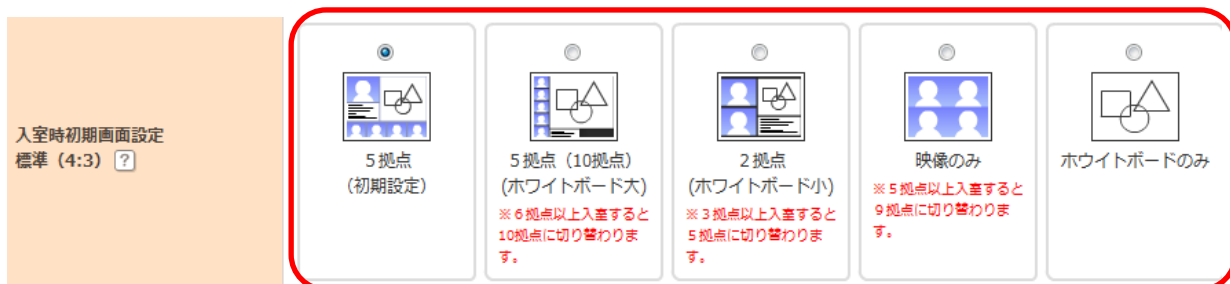 入室時初期画面設定
標準（4:3） ?
5拠点
(初期設定)
5拠点（10拠点）
(ホワイトボード大)
※6拠点以上入室すると
10拠点に切り替わりま
す。
2拠点
(ホワイトボード小)
※3拠点以上入室すると
5拠点に切り替わりま
す。
映像のみ
※5拠点以上入室すると
9拠点に切り替わりま
す。
ホウイトボードのみ